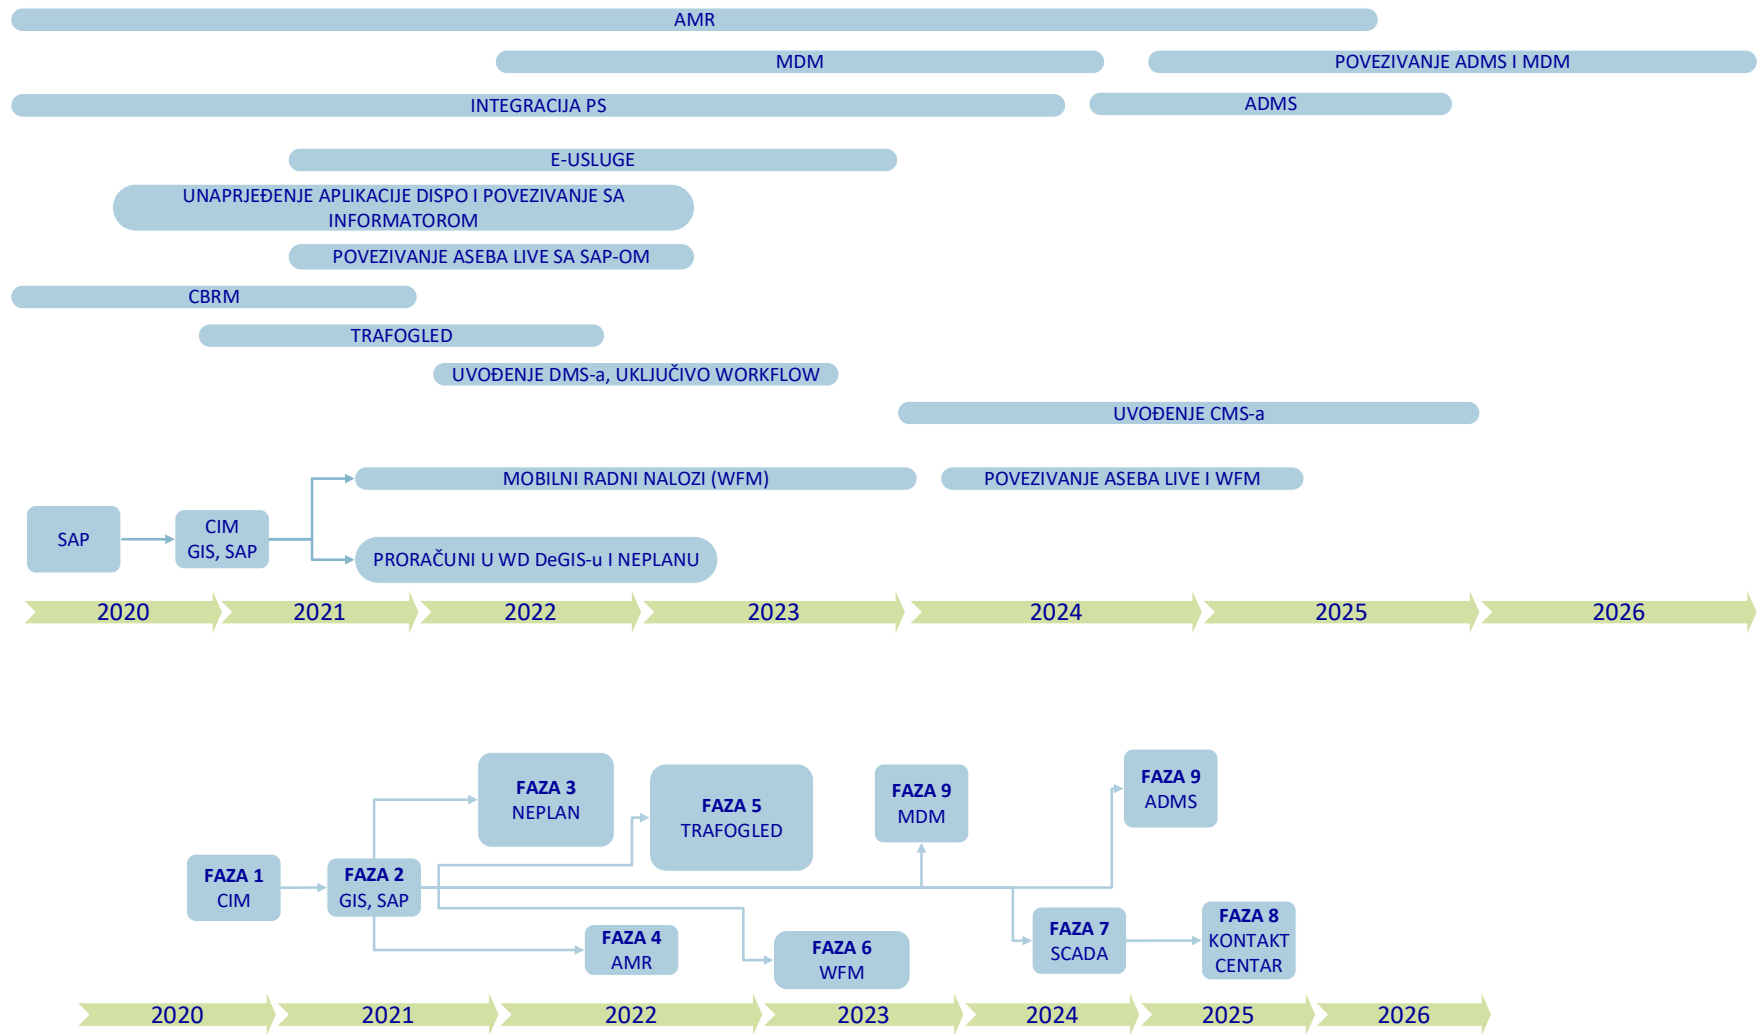 AMR
MDM
POVEZIVANJE ADMS I MDM
INTEGRACIJA PS
ADMS
E-USLUGE
UNAPRJEĐENJE APLIKACIJE DISPO I POVEZIVANJE SA
INFORMATOROM
POVEZIVANJE ASEBA LIVE SA SAP-OM
CBRM
TRAFOGLED
UVOĐENJE DMS-a, UKLJUČIVO WORKFLOW
UVOĐENJE CMS-a
MOBILNI RADNI NALOZI (WFM)
POVEZIVANJE ASEBA LIVE I WFM
SAP
CIM
GIS, SAP
PRORAČUNI U WD DeGIS-u I NEPLANU
2020
2021
2022
2023
2024
2025
2026
FAZA 3
NEPLAN
FAZA 5
TRAFOGLED
FAZA 9
MDM
FAZA 9
ADMS
FAZA 1
CIM
FAZA 2
GIS, SAP
FAZA 4
AMR
FAZA 6
WFM
FAZA 7
SCADA
FAZA 8
KONTAKT
CENTAR
2020
2021
2022
2023
2024
2025
2026